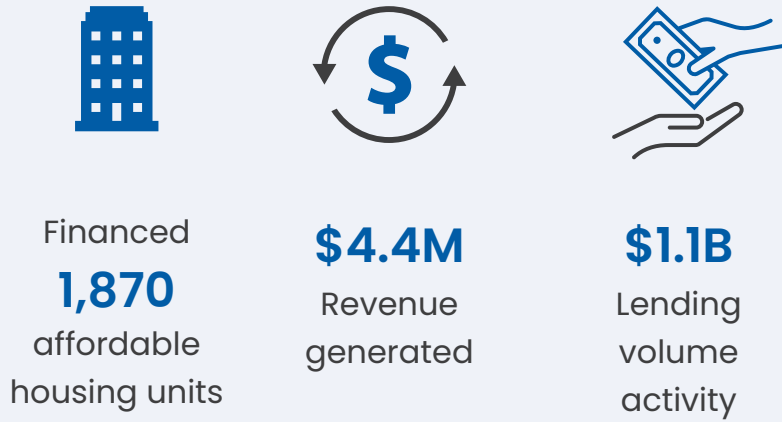 $
Financed
1,870
affordable
housing units
$4.4M
Revenue
generated
$1.1B
Lending
volume
activity